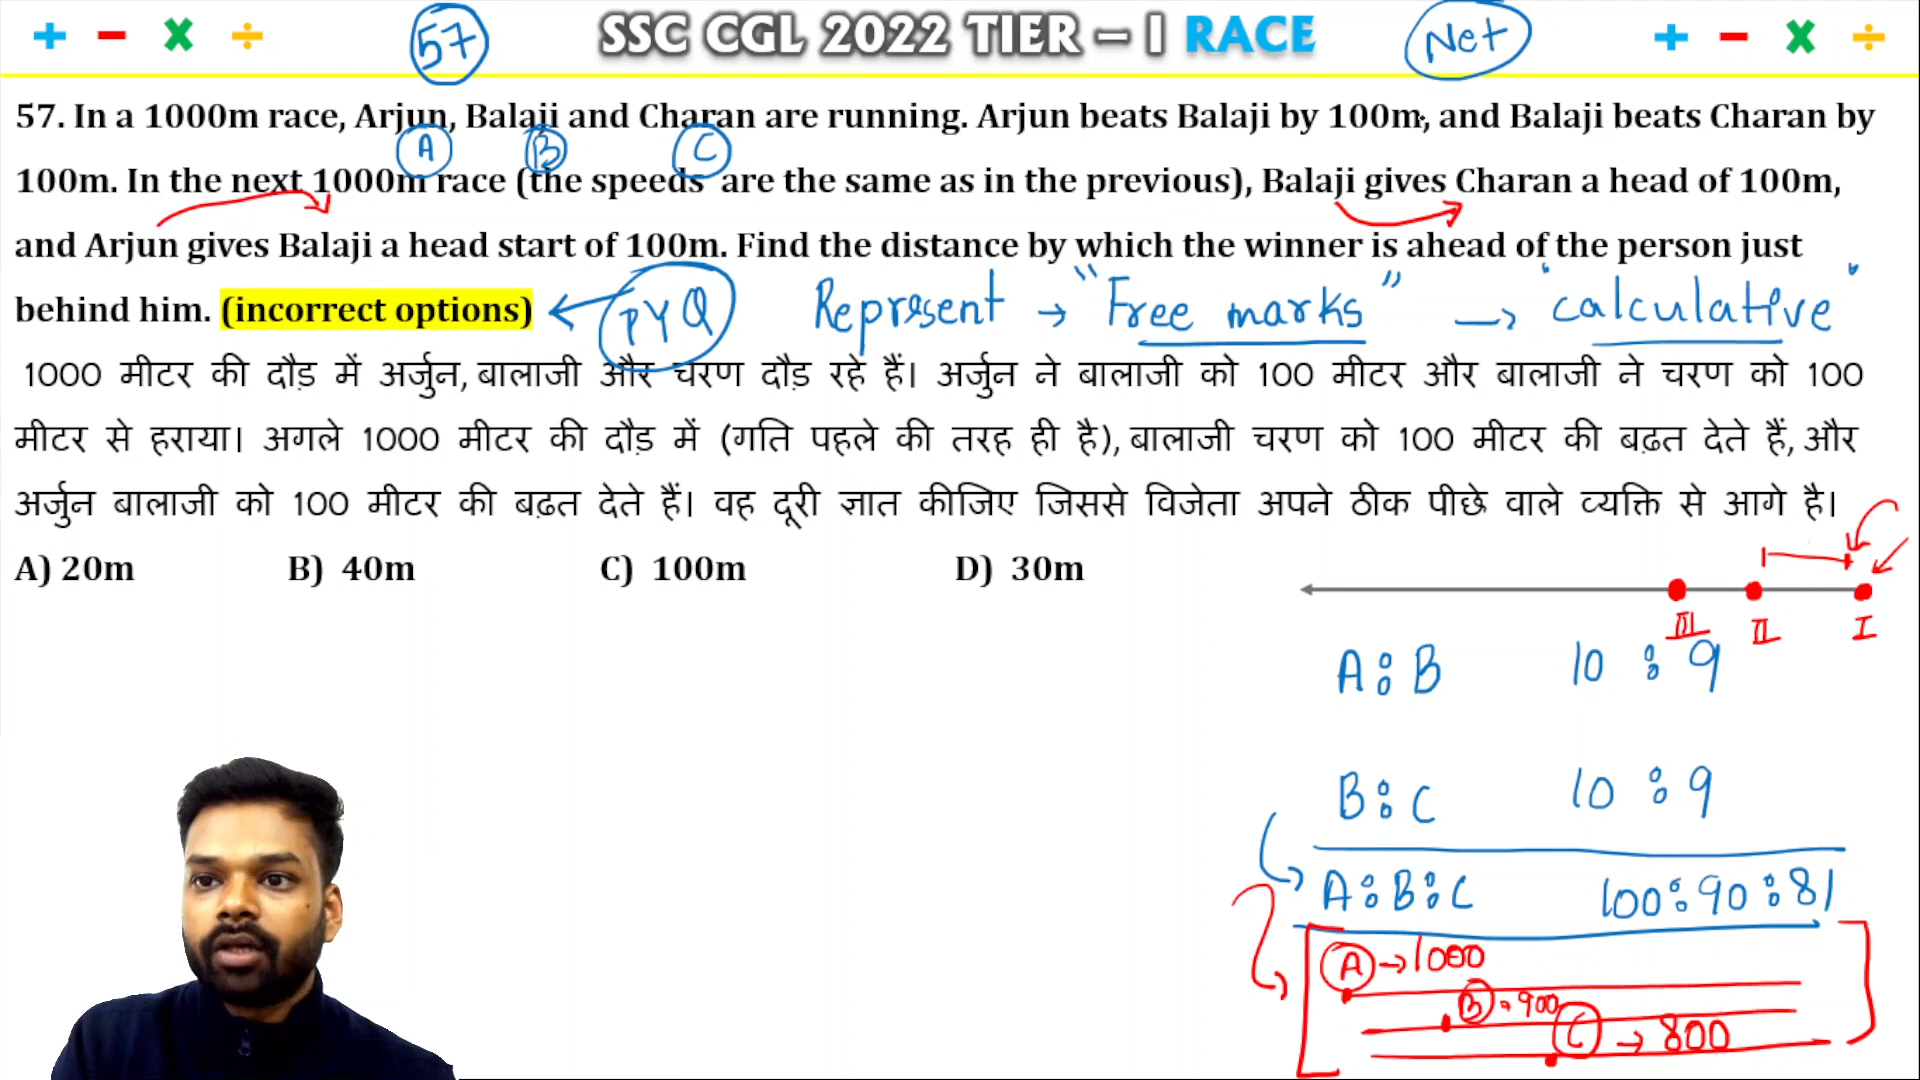 + - × ÷ 57 SSC CGL 2022 TIER – I RACE Net + - × ÷
57. In a 1000m race, Arjun, Balaji and Charan are running. Arjun beats Balaji by 100m, and Balaji beats Charan by
A B C
100m. In the next 1000m race (the speeds are the same as in the previous), Balaji gives Charan a head of 100m,
and Arjun gives Balaji a head start of 100m. Find the distance by which the winner is ahead of the person just
behind him. (incorrect options) PYQ Represent → "Free marks" → "calculative"
1000 मीटर की दौड़ में अर्जुन, बालाजी और चरण दौड़ रहे हैं। अर्जुन ने बालाजी को 100 मीटर और बालाजी ने चरण को 100
मीटर से हराया। अगले 1000 मीटर की दौड़ में (गति पहले की तरह ही है), बालाजी चरण को 100 मीटर की बढ़त देते हैं, और
अर्जुन बालाजी को 100 मीटर की बढ़त देते हैं। वह दूरी ज्ञात कीजिए जिससे विजेता अपने ठीक पीछे वाले व्यक्ति से आगे है।
A) 20m B) 40m C) 100m D) 30m
III II I
A : B 10 : 9
B : C 10 : 9
A : B : C 100 : 90 : 81
A → 1000
B → 900
C → 800